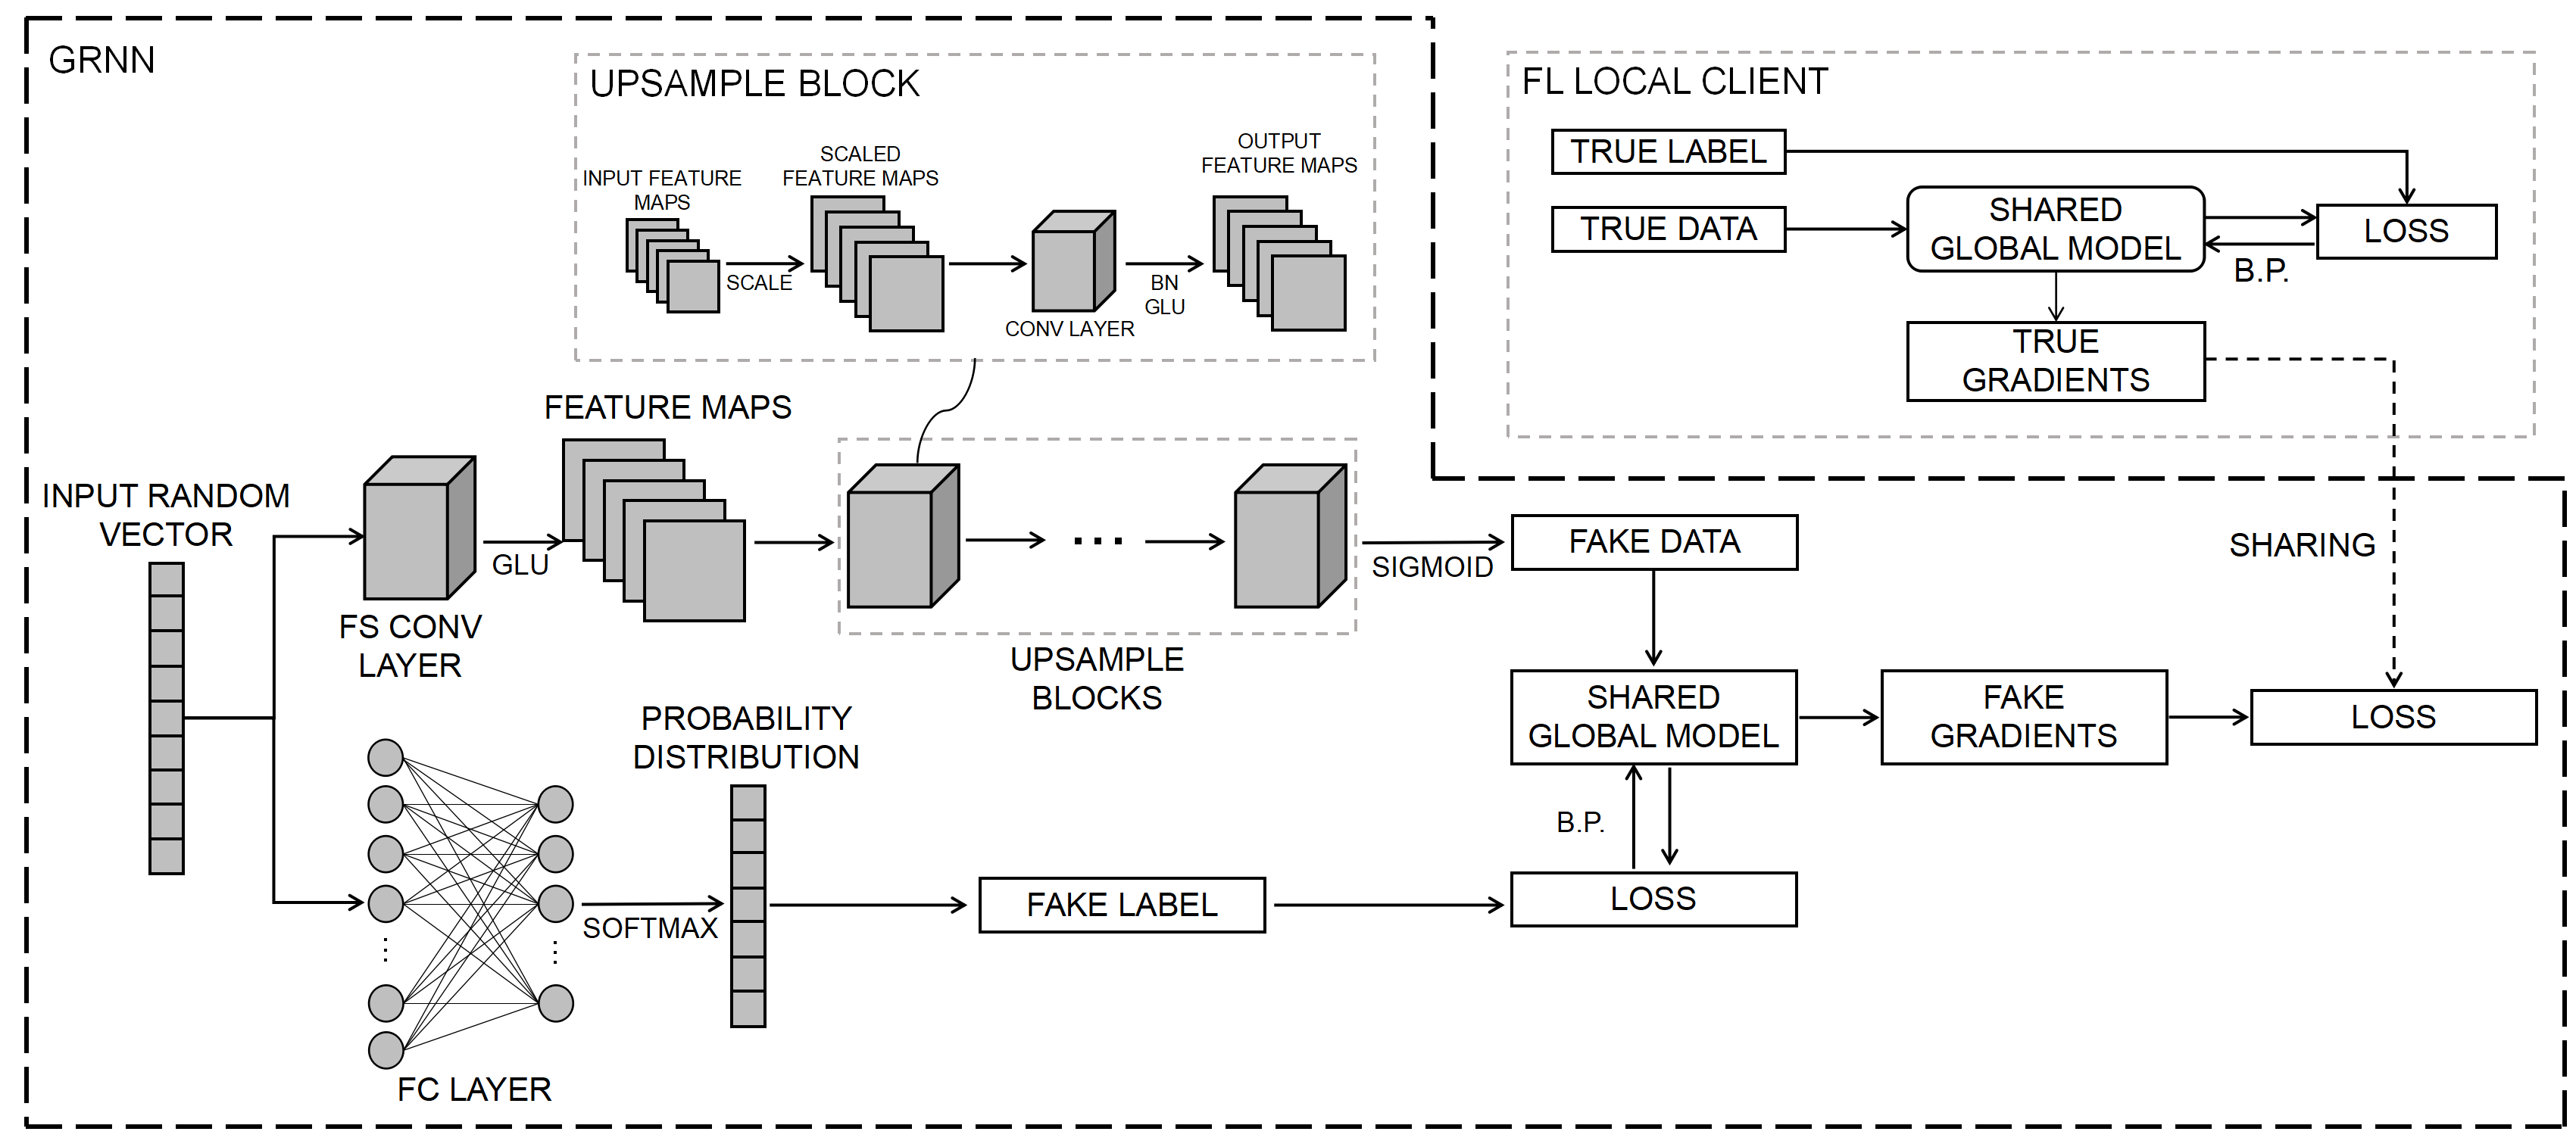 GRNN
UPSAMPLE BLOCK
INPUT FEATURE
MAPS
SCALE
SCALED
FEATURE MAPS
CONV LAYER
BN
GLU
OUTPUT
FEATURE MAPS
FL LOCAL CLIENT
TRUE LABEL
TRUE DATA
SHARED
GLOBAL MODEL
LOSS
B.P.
TRUE
GRADIENTS
SHARING
INPUT RANDOM
VECTOR
FS CONV
LAYER
GLU
FEATURE MAPS
UPSAMPLE
BLOCKS
SIGMOID
FAKE DATA
SHARED
GLOBAL MODEL
FAKE
GRADIENTS
LOSS
B.P.
LOSS
FC LAYER
SOFTMAX
PROBABILITY
DISTRIBUTION
FAKE LABEL